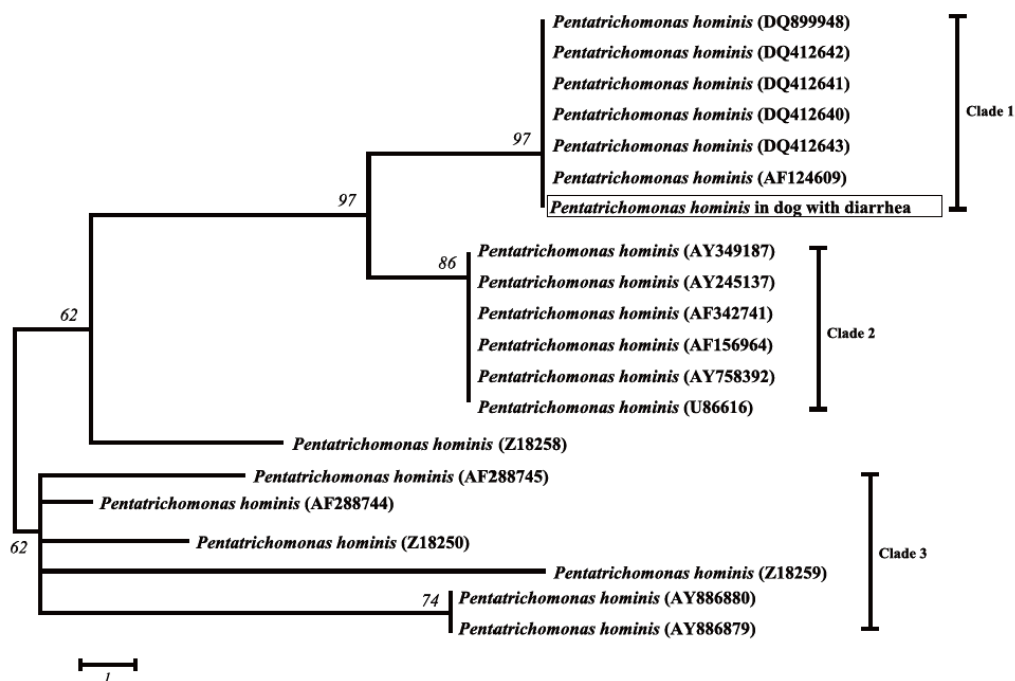 Pentatrichomonas hominis (DQ899948)
Pentatrichomonas hominis (DQ412642)
Pentatrichomonas hominis (DQ412641)
Pentatrichomonas hominis (DQ412640)
Clade 1
97
Pentatrichomonas hominis (DQ412643)
Pentatrichomonas hominis (AF124609)
97
Pentatrichomonas hominis in dog with diarrhea
Pentatrichomonas hominis (AY349187)
86
Pentatrichomonas hominis (AY245137)
62
Pentatrichomonas hominis (AF342741)
Clade 2
Pentatrichomonas hominis (AF156964)
Pentatrichomonas hominis (AY758392)
Pentatrichomonas hominis (U86616)
Pentatrichomonas hominis (Z18258)
Pentatrichomonas hominis (AF288745)
Pentatrichomonas hominis (AF288744)
62
Pentatrichomonas hominis (Z18250)
Clade 3
Pentatrichomonas hominis (Z18259)
74
Pentatrichomonas hominis (AY886880)
Pentatrichomonas hominis (AY886879)
1